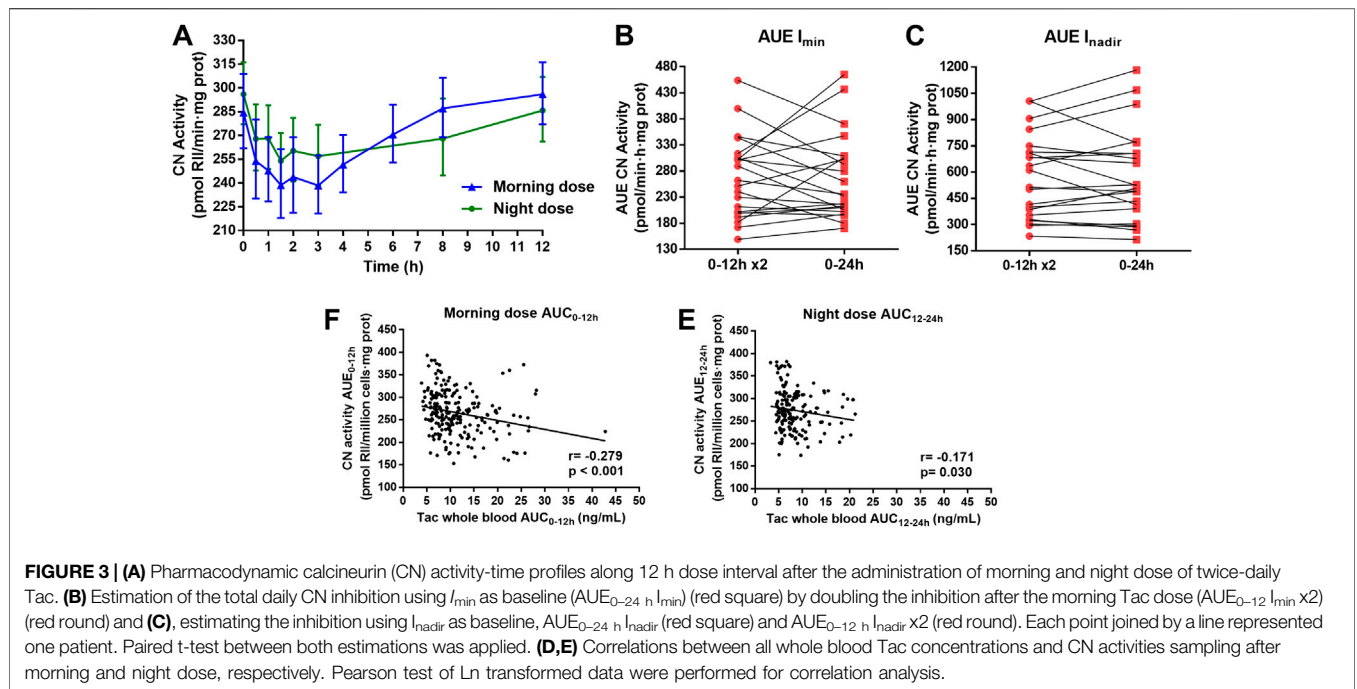 A
330
315
300
285
270
255
240
225
210
CN Activity
(pmol RII/min·mg prot)
0 1 2 3 4 5 6 7 8 9 10 11 12
Time (h)
Morning dose
Night dose
B
AUE Imin
480
430
380
330
280
230
180
130
AUE CN Activity
(pmol/min·h·mg prot)
0-12h x2 0-24h
C
AUE Inadir
1200
1050
900
750
600
450
300
150
AUE CN Activity
(pmol/min·h·mg prot)
0-12h x2 0-24h
F
Morning dose AUC0-12h
450
400
350
300
250
200
150
100
CN activity AUE0-12h
(pmol RII/million cells·mg prot)
r= -0.279
p < 0.001
0 5 10 15 20 25 30 35 40 45 50
Tac whole blood AUC0-12h (ng/mL)
E
Night dose AUC12-24h
450
400
350
300
250
200
150
100
CN activity AUE12-24h
(pmol RII/million cells·mg prot)
r= -0.171
p= 0.030
0 5 10 15 20 25 30 35 40 45 50
Tac whole blood AUC12-24h (ng/mL)
FIGURE 3 | (A) Pharmacodynamic calcineurin (CN) activity-time profiles along 12 h dose interval after the administration of morning and night dose of twice-daily
Tac. (B) Estimation of the total daily CN inhibition using Imin as baseline (AUE0–24 h Imin) (red square) by doubling the inhibition after the morning Tac dose (AUE0–12 Imin x2)
(red round) and (C), estimating the inhibition using Inadir as baseline, AUE0–24 h Inadir (red square) and AUE0–12 h Inadir x2 (red round). Each point joined by a line represented
one patient. Paired t-test between both estimations was applied. (D,E) Correlations between all whole blood Tac concentrations and CN activities sampling after
morning and night dose, respectively. Pearson test of Ln transformed data were performed for correlation analysis.